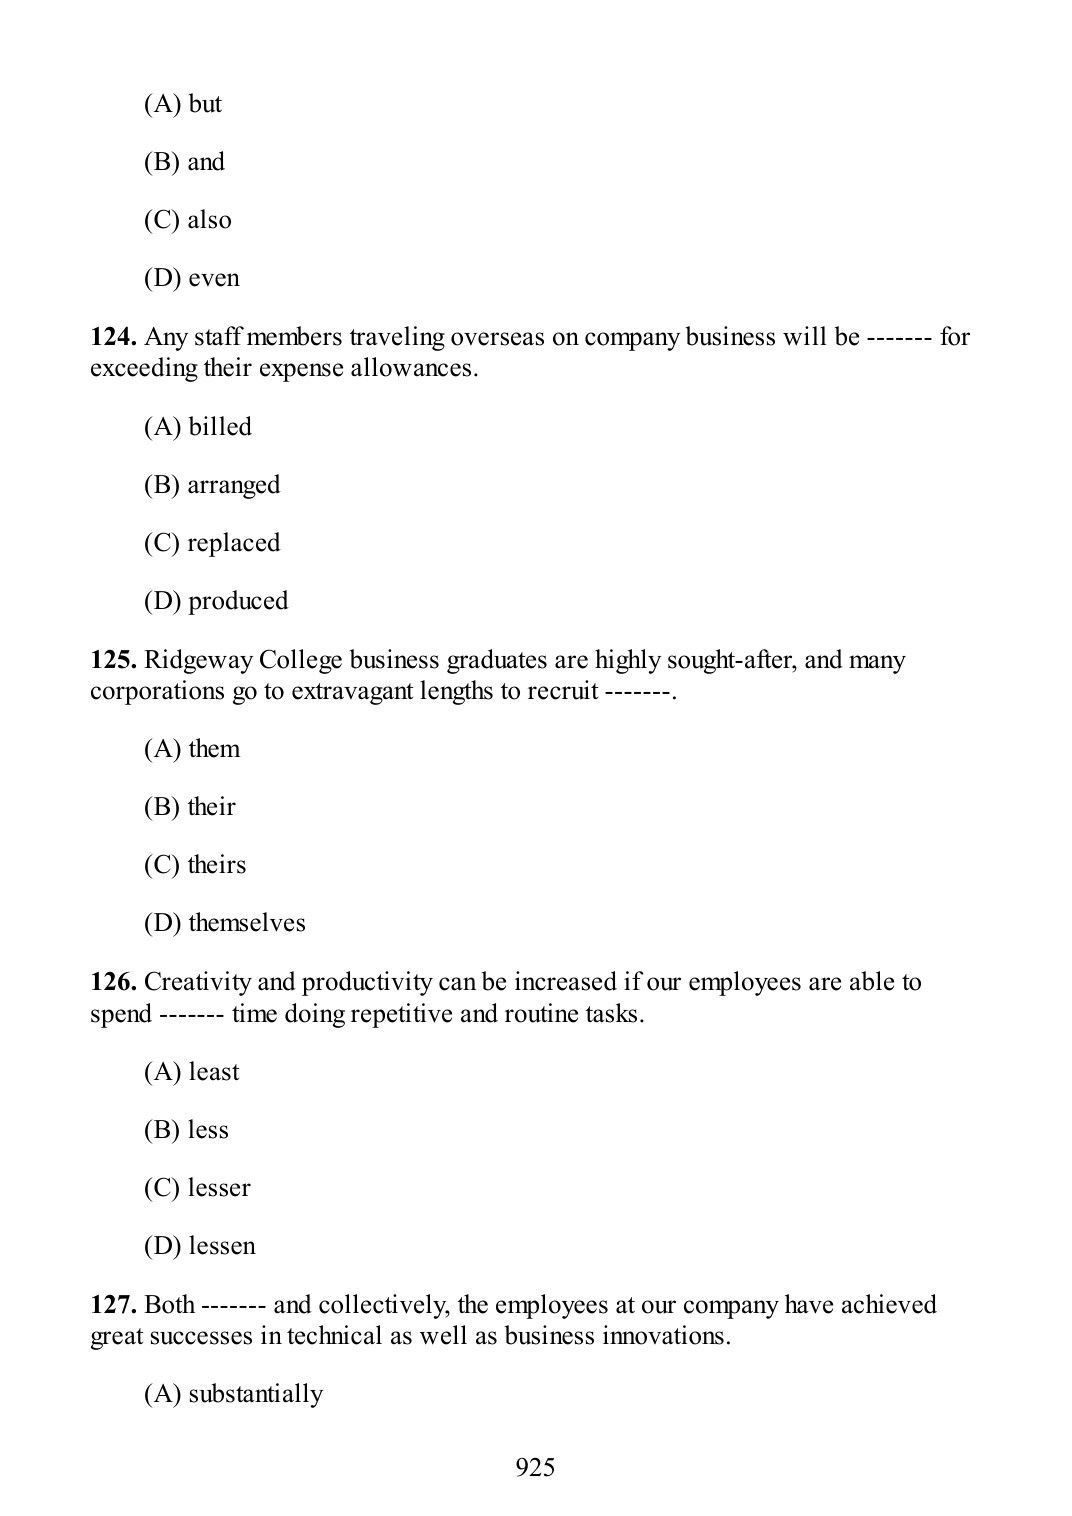 (A) but
(B) and
(C) also
(D) even
124. Any staff members traveling overseas on company business will be ------- for
exceeding their expense allowances.
(A) billed
(B) arranged
(C) replaced
(D) produced
125. Ridgeway College business graduates are highly sought-after, and many
corporations go to extravagant lengths to recruit -------.
(A) them
(B) their
(C) theirs
(D) themselves
126. Creativity and productivity can be increased if our employees are able to
spend ------- time doing repetitive and routine tasks.
(A) least
(B) less
(C) lesser
(D) lessen
127. Both ------- and collectively, the employees at our company have achieved
great successes in technical as well as business innovations.
(A) substantially
925